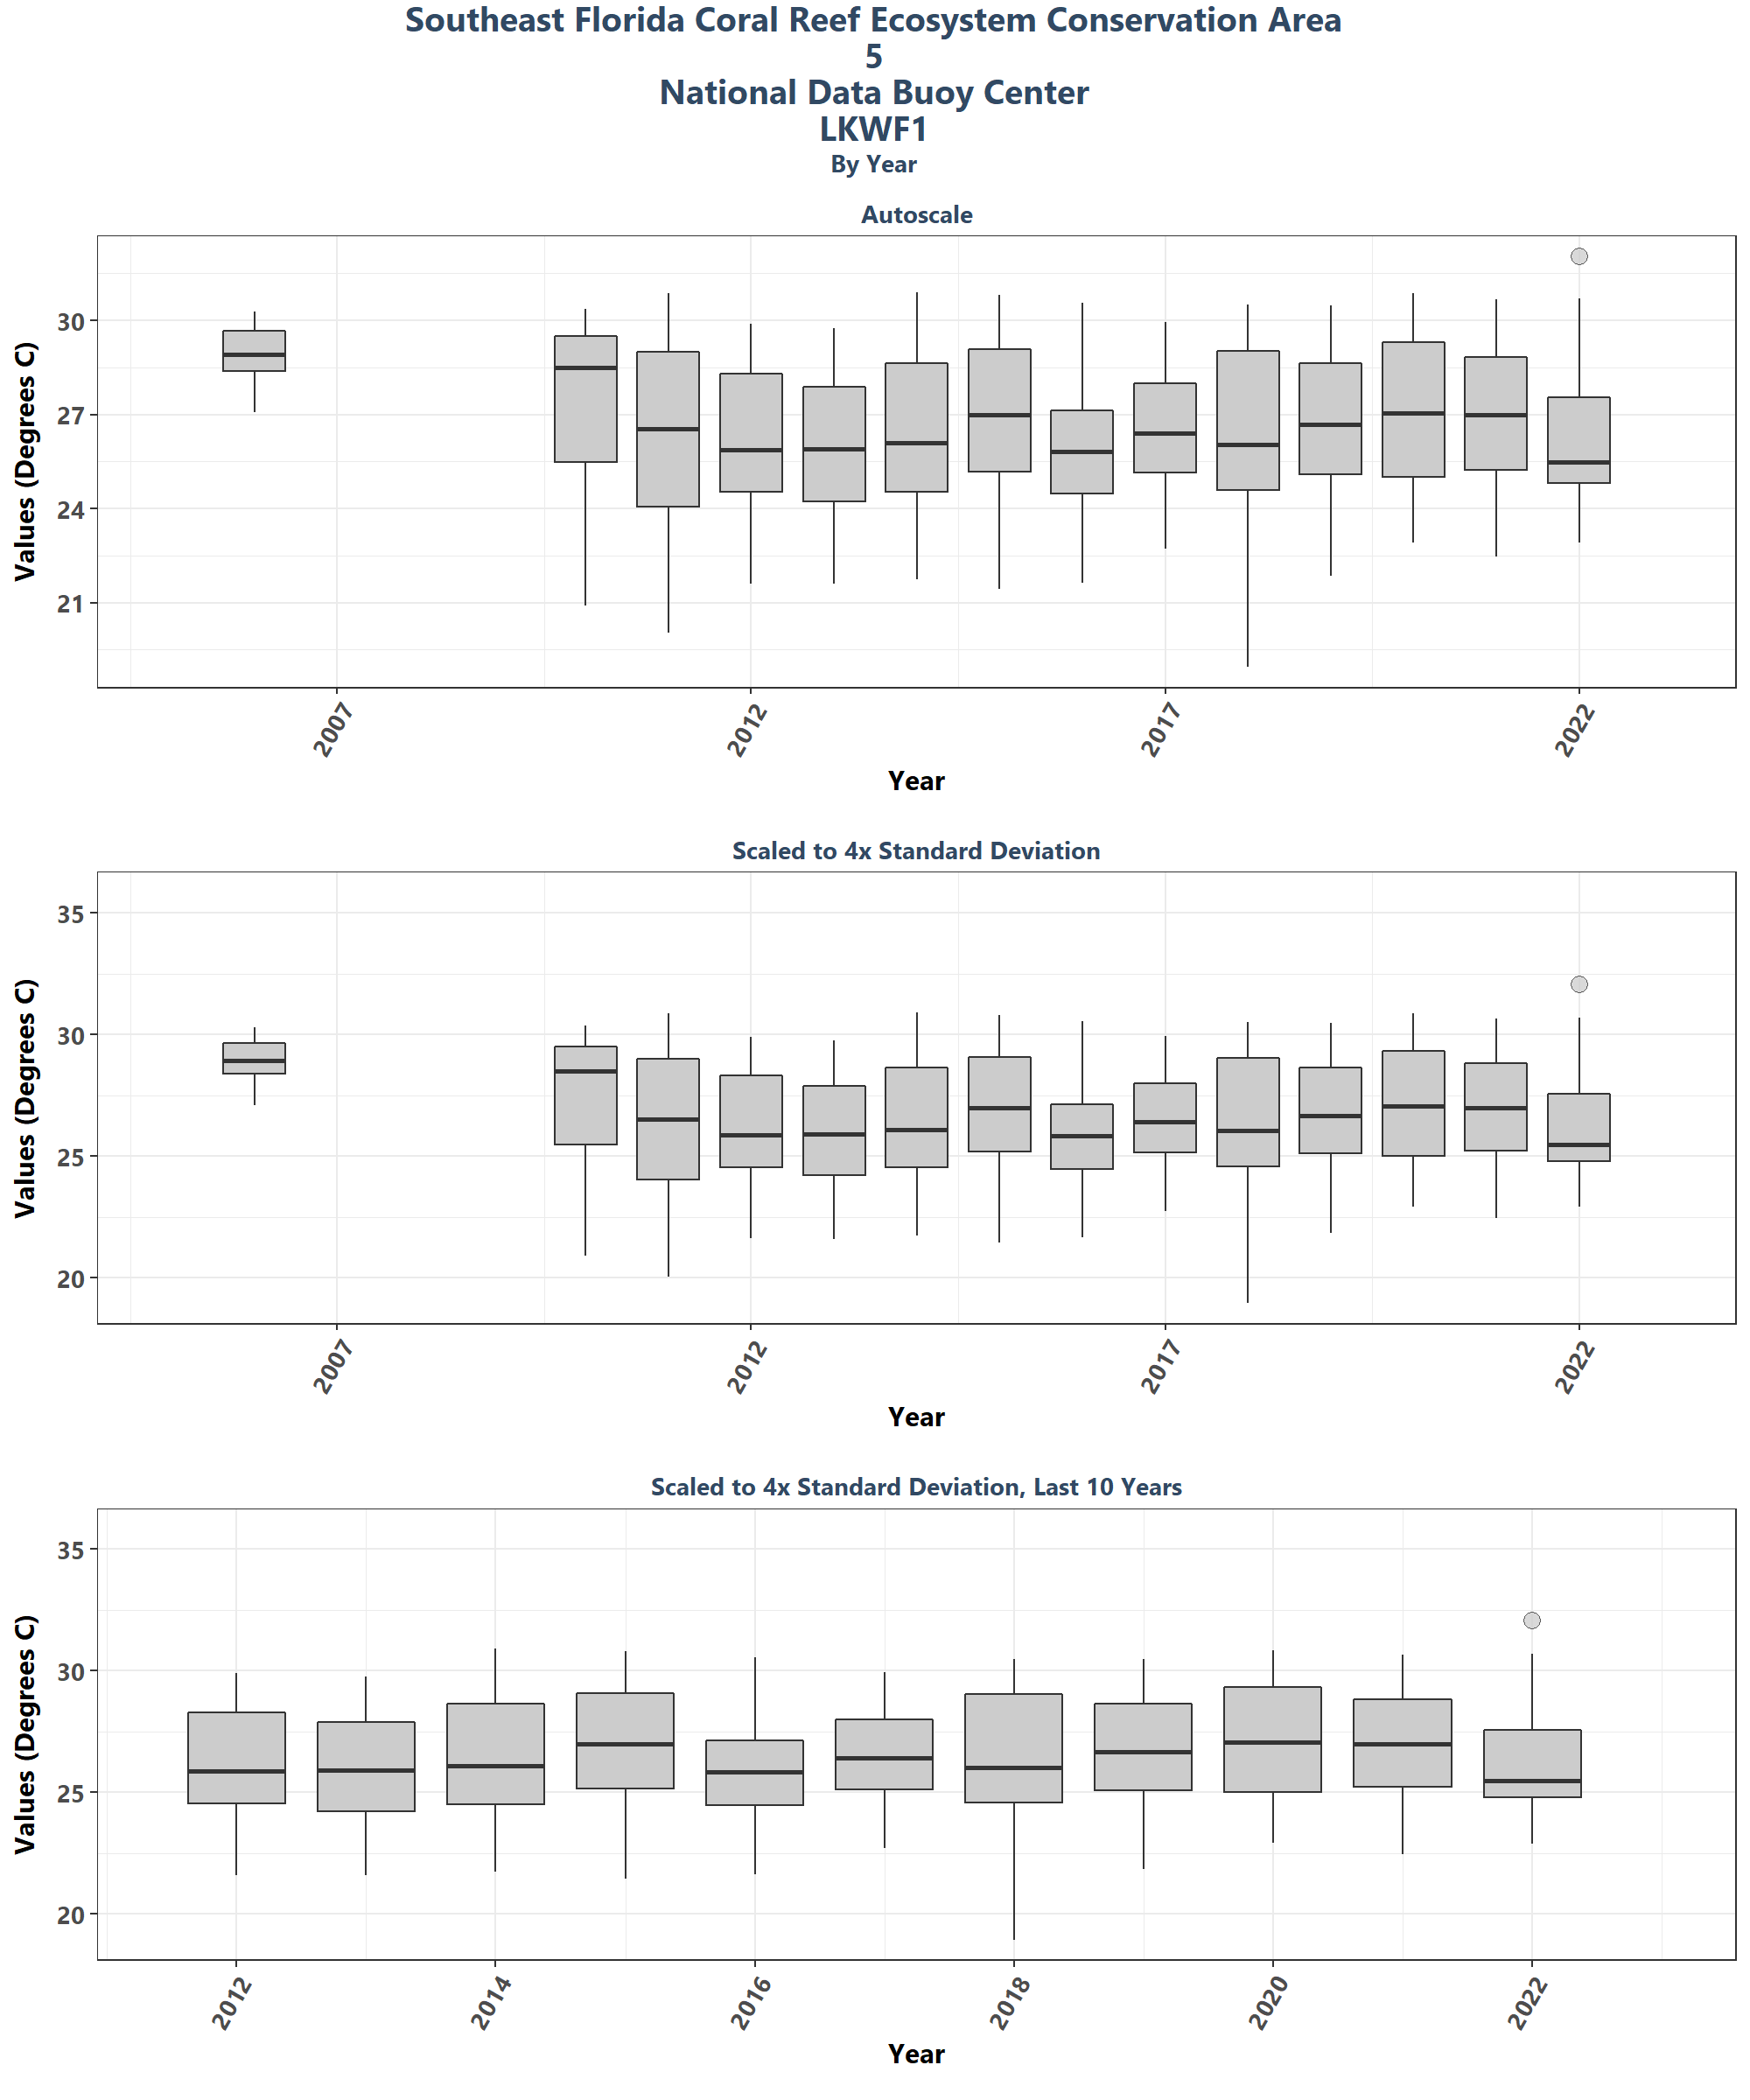 Southeast Florida Coral Reef Ecosystem Conservation Area
5
National Data Buoy Center
LKWF1
By Year
Autoscale
Values (Degrees C)
30
27
24
21
2007
2012
2017
2022
Year
Scaled to 4x Standard Deviation
Values (Degrees C)
35
30
25
20
2007
2012
2017
2022
Year
Scaled to 4x Standard Deviation, Last 10 Years
Values (Degrees C)
35
30
25
20
2012
2014
2016
2018
2020
2022
Year